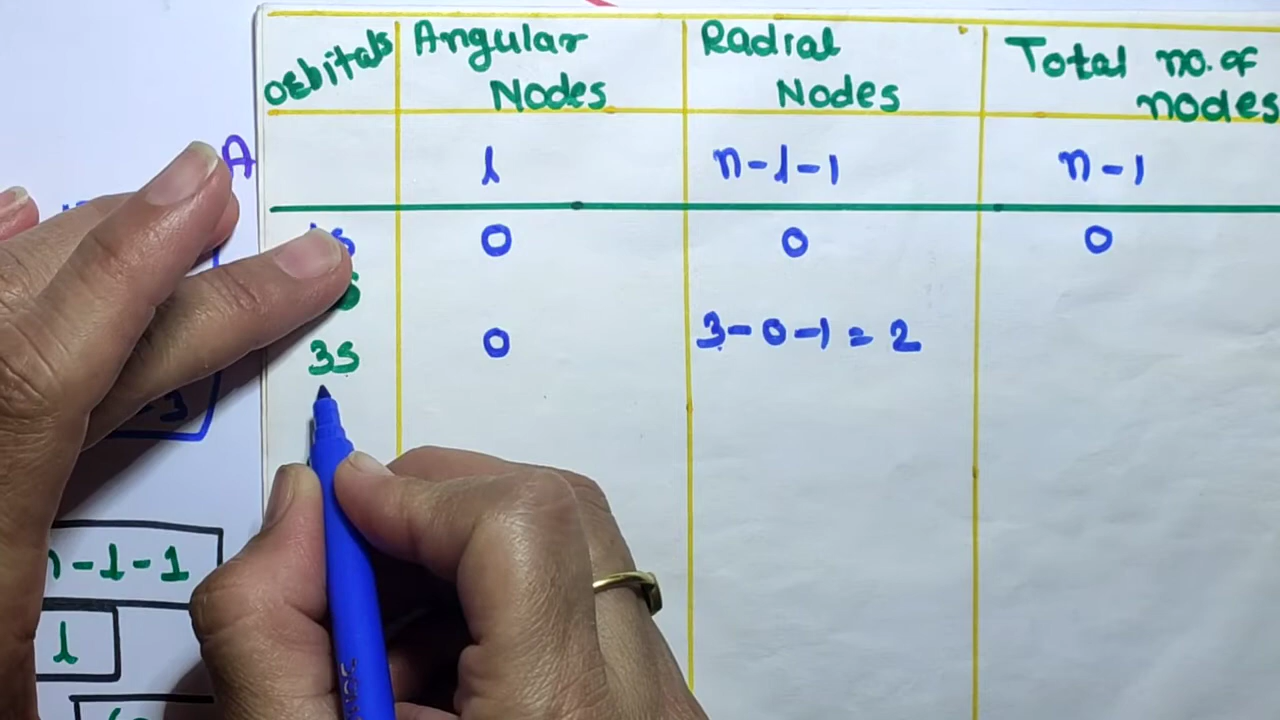 Orbitals Angular Nodes Radial Nodes Total no. of nodes
l n-l-1 n-1
A
1s 0 0 0
3s 0 3-0-1 = 2
n-l-1
l